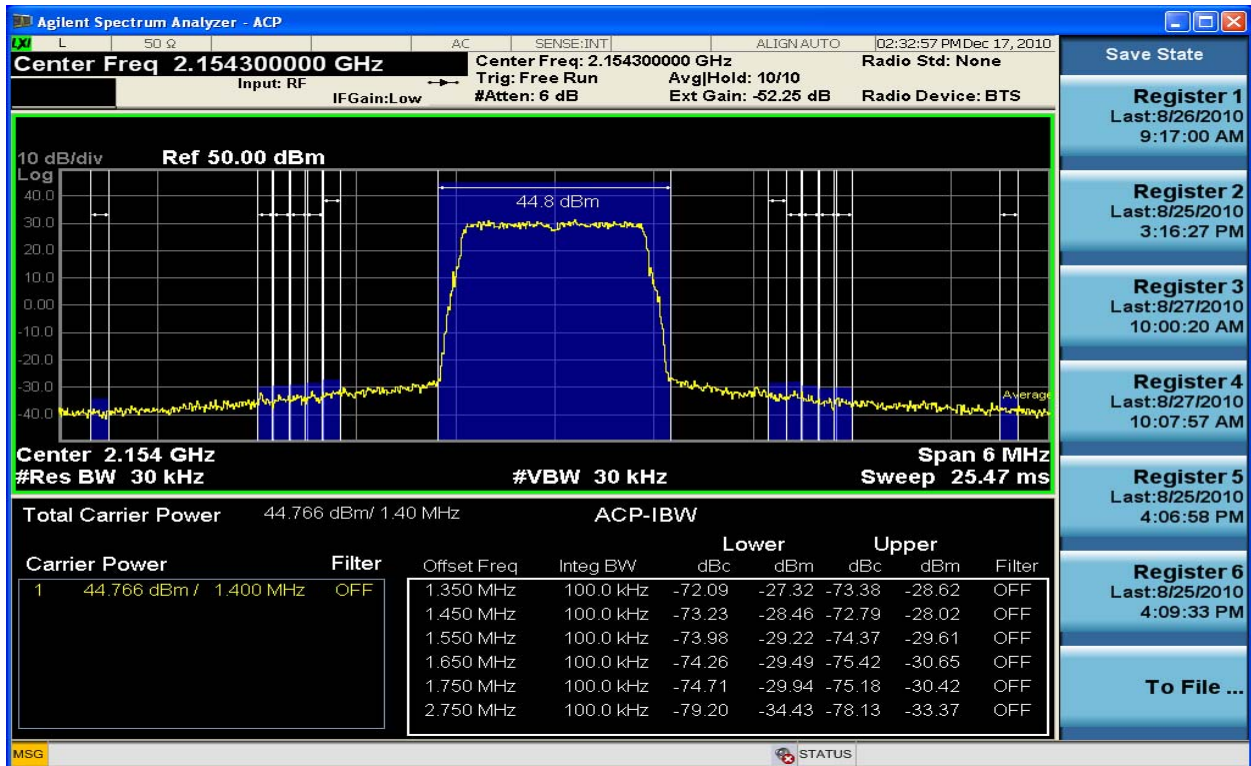 Agilent Spectrum Analyzer - ACP
LXI L 50 Ω AC SENSE:INT ALIGN AUTO 02:32:57 PM Dec 17, 2010
Center Freq 2.154300000 GHz
Input: RF
IFGain:Low
Center Freq: 2.154300000 GHz
Trig: Free Run
#Atten: 6 dB
Avg|Hold: 10/10
Ext Gain: -52.25 dB
Radio Std: None
Radio Device: BTS
10 dB/div Ref 50.00 dBm
Log
40.0
30.0
20.0
10.0
0.00
-10.0
-20.0
-30.0
-40.0
44.8 dBm
Average
Center 2.154 GHz Span 6 MHz
#Res BW 30 kHz #VBW 30 kHz Sweep 25.47 ms
Total Carrier Power 44.766 dBm/ 1.40 MHz ACP-IBW
Lower Upper
Carrier Power Filter Offset Freq Integ BW dBc dBm dBc dBm Filter
1 44.766 dBm / 1.400 MHz OFF 1.350 MHz 100.0 kHz -72.09 -27.32 -73.38 -28.62 OFF
1.450 MHz 100.0 kHz -73.23 -28.46 -72.79 -28.02 OFF
1.550 MHz 100.0 kHz -73.98 -29.22 -74.37 -29.61 OFF
1.650 MHz 100.0 kHz -74.26 -29.49 -75.42 -30.65 OFF
1.750 MHz 100.0 kHz -74.71 -29.94 -75.18 -30.42 OFF
2.750 MHz 100.0 kHz -79.20 -34.43 -78.13 -33.37 OFF
MSG STATUS
Save State
Register 1
Last:8/26/2010
9:17:00 AM
Register 2
Last:8/25/2010
3:16:27 PM
Register 3
Last:8/27/2010
10:00:20 AM
Register 4
Last:8/27/2010
10:07:57 AM
Register 5
Last:8/25/2010
4:06:58 PM
Register 6
Last:8/25/2010
4:09:33 PM
To File ...